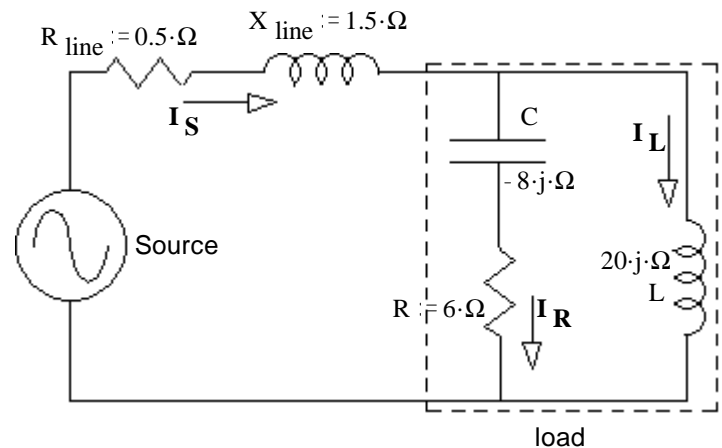 R line := 0.5·Ω
X line := 1.5·Ω
I S
C
I L
- 8·j·Ω
Source
20·j·Ω
L
R := 6·Ω
I R
load